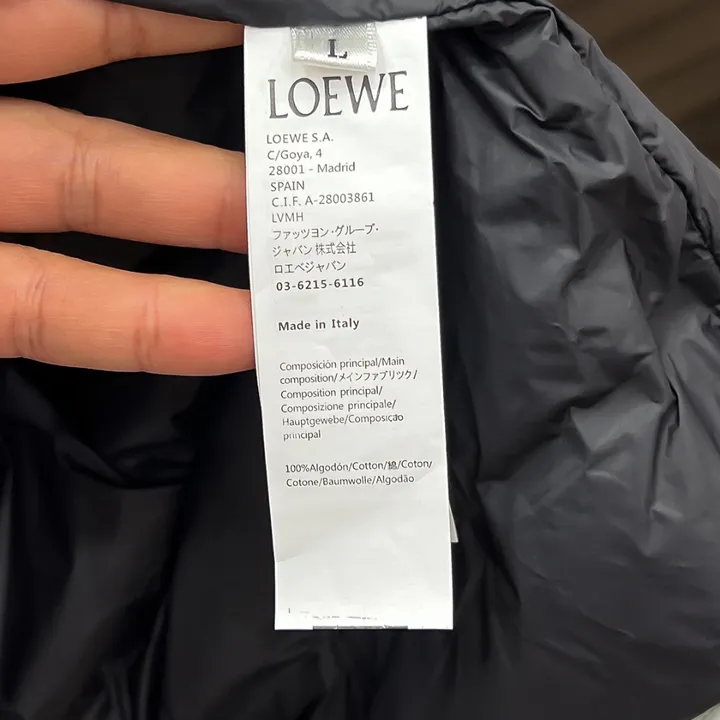 L
LOEWE
LOEWE S.A.
C/Goya, 4
28001 - Madrid
SPAIN
C.I.F. A-28003861
LVMH
ファッツヨン・グループ・
ジャパン株式会社
ロエベジャパン
03-6215-6116
Made in Italy
Composición principal/Main
composition/メインファブリツク/
Composition principal/
Composizione principale/
Hauptgewebe/Composição
principal
100%Algodón/Cotton/綿/Coton/
Cotone/Baumwolle/Algodão